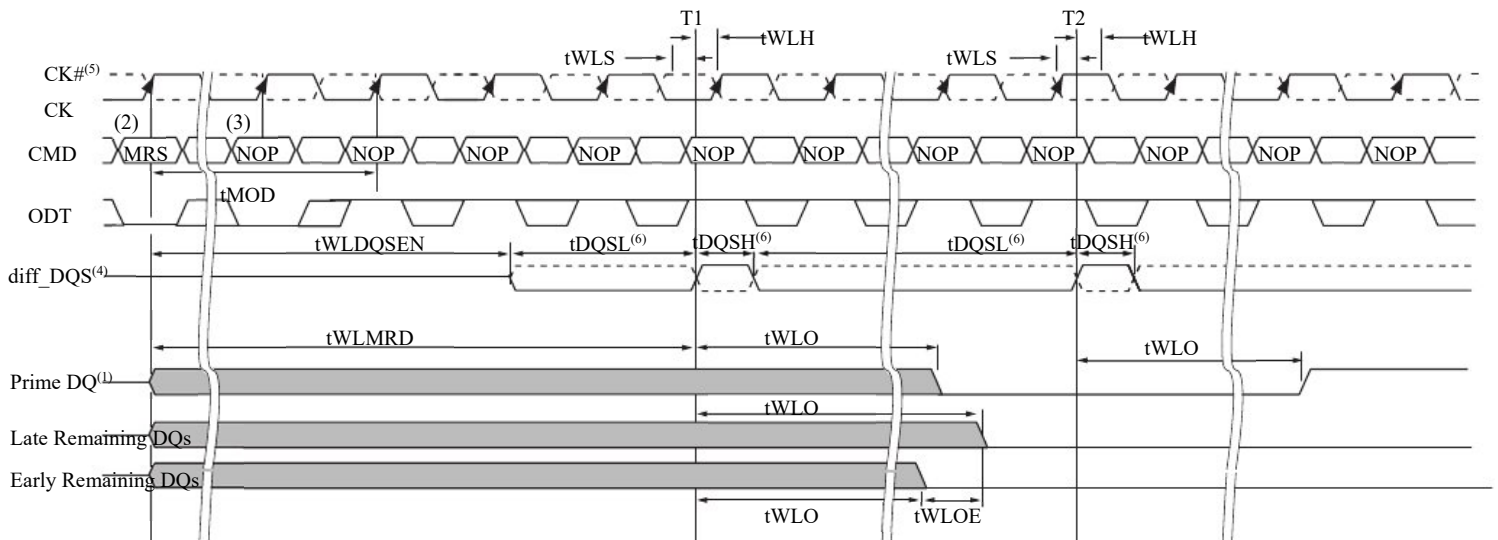 T1 T2
tWLS tWLH tWLS tWLH
CK#(5)
CK
(2) (3)
CMD MRS NOP NOP NOP NOP NOP NOP NOP NOP NOP NOP NOP
tMOD
ODT
tWLDQSEN tDQSL(6) tDQSH(6) tDQSL(6) tDQSH(6)
diff_DQS(4)
tWLMRD tWLO tWLO
Prime DQ(1)
tWLO
Late Remaining DQs
Early Remaining DQs
tWLO tWLOE